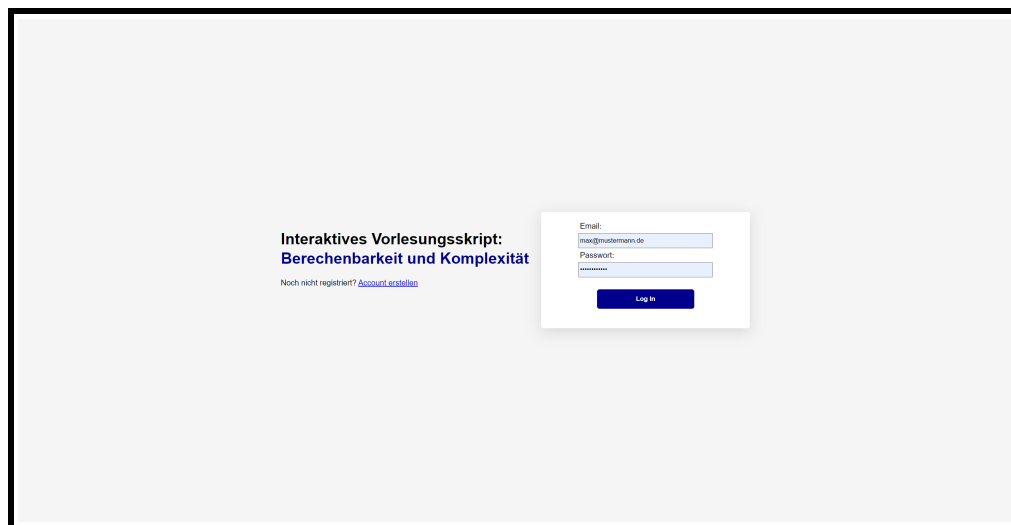 Interaktives Vorlesungsskript:
Berechenbarkeit und Komplexität
Noch nicht registriert? Account erstellen
Email:
max@mustermann.de
Passwort:
••••••••••••
Log In